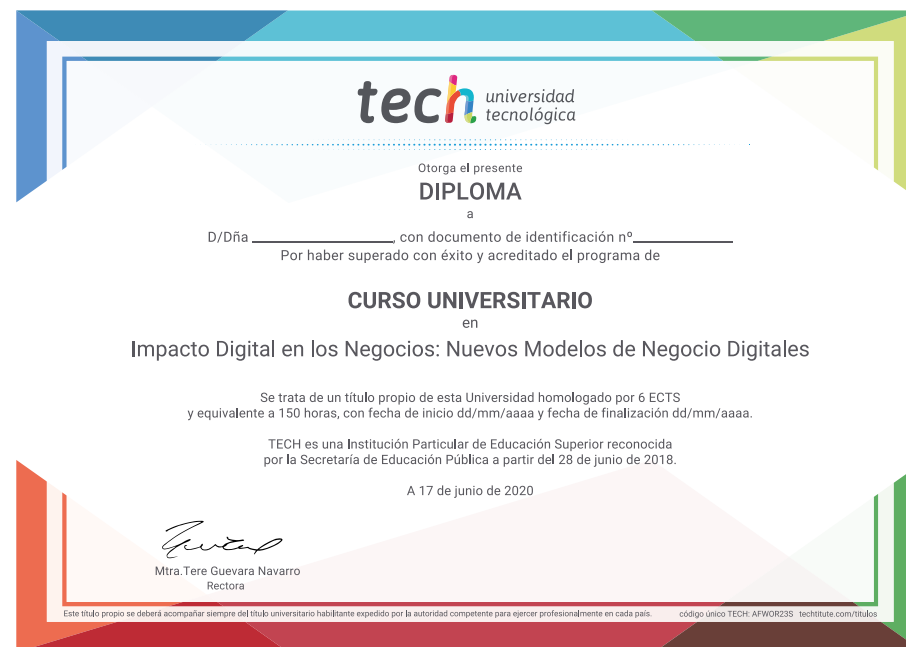 tech universidad
tecnológica
Otorga el presente
DIPLOMA
a
D/Dña ____________________, con documento de identificación nº______________
Por haber superado con éxito y acreditado el programa de
CURSO UNIVERSITARIO
en
Impacto Digital en los Negocios: Nuevos Modelos de Negocio Digitales
Se trata de un título propio de esta Universidad homologado por 6 ECTS
y equivalente a 150 horas, con fecha de inicio dd/mm/aaaa y fecha de finalización dd/mm/aaaa.
TECH es una Institución Particular de Educación Superior reconocida
por la Secretaría de Educación Pública a partir del 28 de junio de 2018.
A 17 de junio de 2020
Mtra.Tere Guevara Navarro
Rectora
Este título propio se deberá acompañar siempre del título universitario habilitante expedido por la autoridad competente para ejercer profesionalmente en cada país. código único TECH: AFWOR23S techtitute.com/titulos